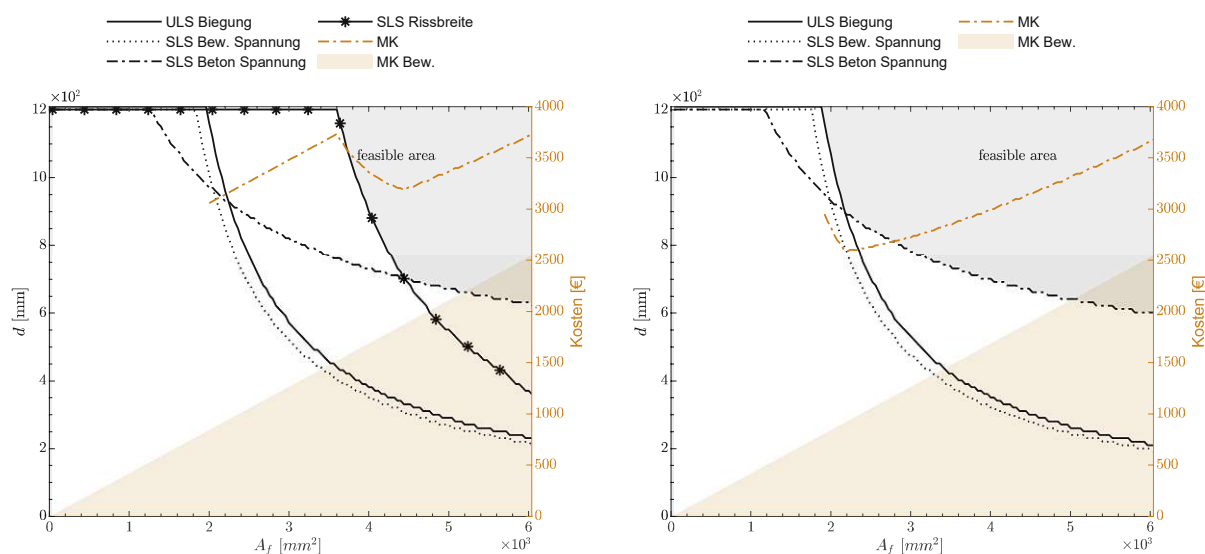 ULS Biegung
SLS Bew. Spannung
SLS Beton Spannung
SLS Rissbreite
MK
MK Bew.
×10²
12
10
8
6
4
2
0
d [mm]
feasible area
4000
3500
3000
2500
2000
1500
1000
500
0
Kosten [€]
0 1 2 3 4 5 6
A_f [mm²]
×10³
ULS Biegung
SLS Bew. Spannung
SLS Beton Spannung
MK
MK Bew.
×10²
12
10
8
6
4
2
0
d [mm]
feasible area
4000
3500
3000
2500
2000
1500
1000
500
0
Kosten [€]
0 1 2 3 4 5 6
A_f [mm²]
×10³